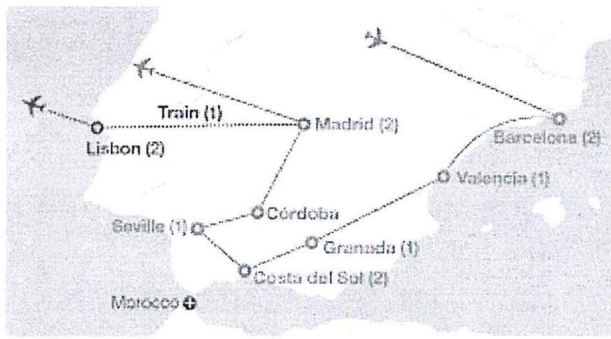 Train (1)
Madrid (2)
Lisbon (2)
Barcelona (2)
Valencia (1)
Seville (1)
Córdoba
Granada (1)
Costa del Sol (2)
Morocco